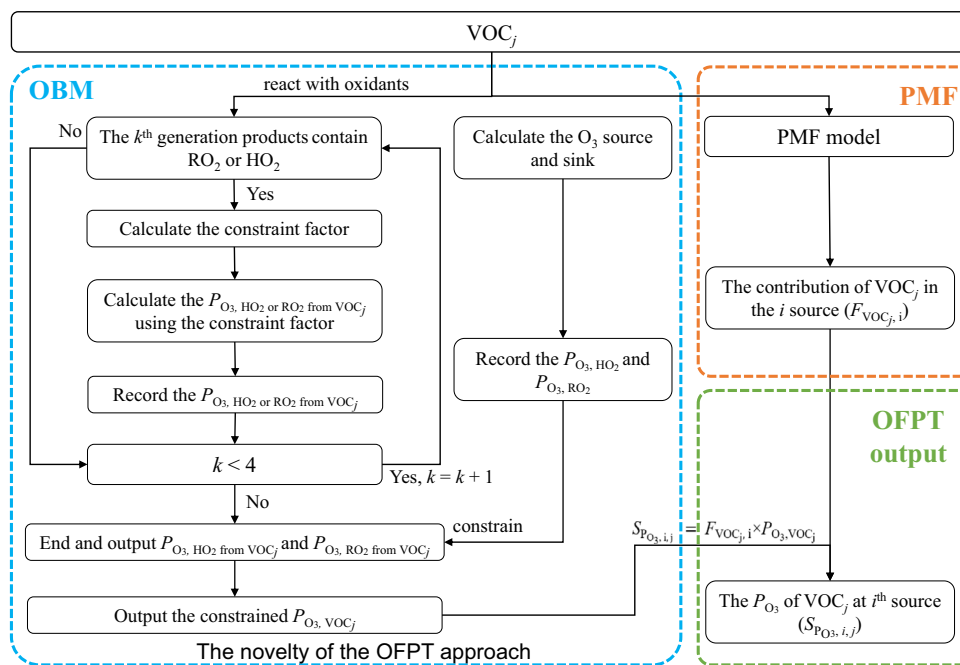 VOCj
OBM
react with oxidants
PMF
No
The kth generation products contain
RO2 or HO2
Calculate the O3 source
and sink
PMF model
Yes
Calculate the constraint factor
Calculate the PO3, HO2 or RO2 from VOCj
using the constraint factor
The contribution of VOCj in
the i source (FVOCj, i)
Record the PO3, HO2 and
PO3, RO2
Record the PO3, HO2 or RO2 from VOCj
OFPT
output
k < 4
Yes, k = k + 1
No
constrain
SPO3, i, j = FVOCj, i×PO3,VOCj
End and output PO3, HO2 from VOCj and PO3, RO2 from VOCj
The PO3 of VOCj at ith source
(SPO3, i, j)
Output the constrained PO3, VOCj
The novelty of the OFPT approach